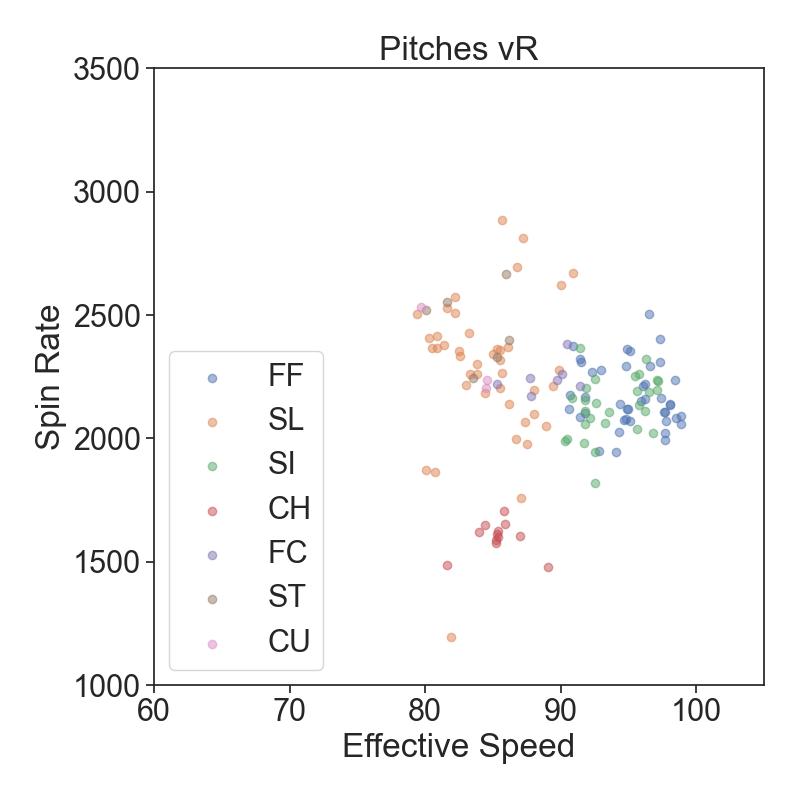 Pitches vR
3500
3000
2500
2000
1500
1000
Spin Rate
FF
SL
SI
CH
FC
ST
CU
60 70 80 90 100
Effective Speed